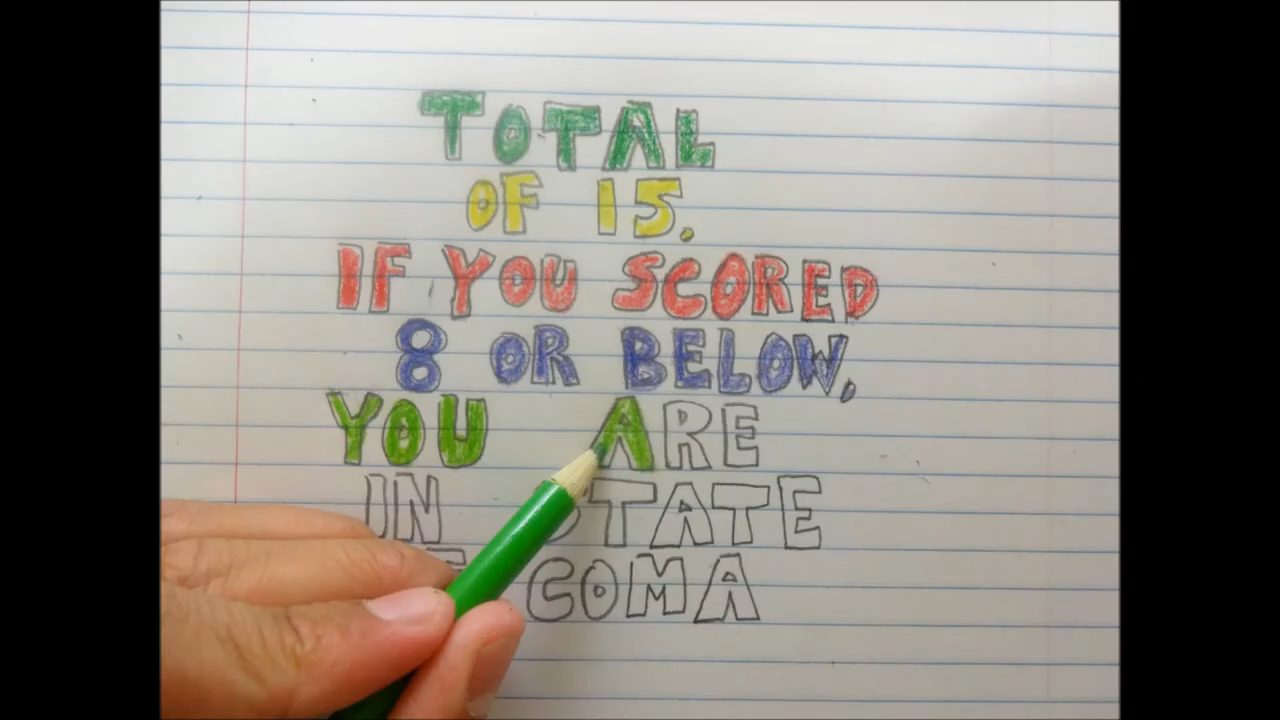 TOTAL
OF 15.
IF YOU SCORED
8 OR BELOW,
YOU ARE
IN STATE
COMA